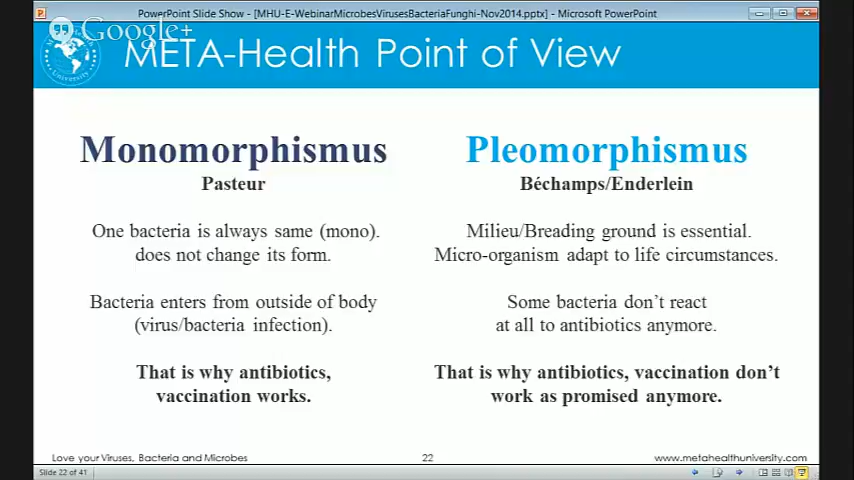 PowerPoint Slide Show - [MHU-E-WebinarMicrobesVirusesBacteriaFunghi-Nov2014.pptx] - Microsoft PowerPoint
Google+
META-Health Point of View
University
Monomorphismus
Pasteur
One bacteria is always same (mono).
does not change its form.
Bacteria enters from outside of body
(virus/bacteria infection).
That is why antibiotics,
vaccination works.
Pleomorphismus
Béchamps/Enderlein
Milieu/Breading ground is essential.
Micro-organism adapt to life circumstances.
Some bacteria don't react
at all to antibiotics anymore.
That is why antibiotics, vaccination don't
work as promised anymore.
Love your Viruses, Bacteria and Microbes
22
www.metahealthuniversity.com
Slide 22 of 41